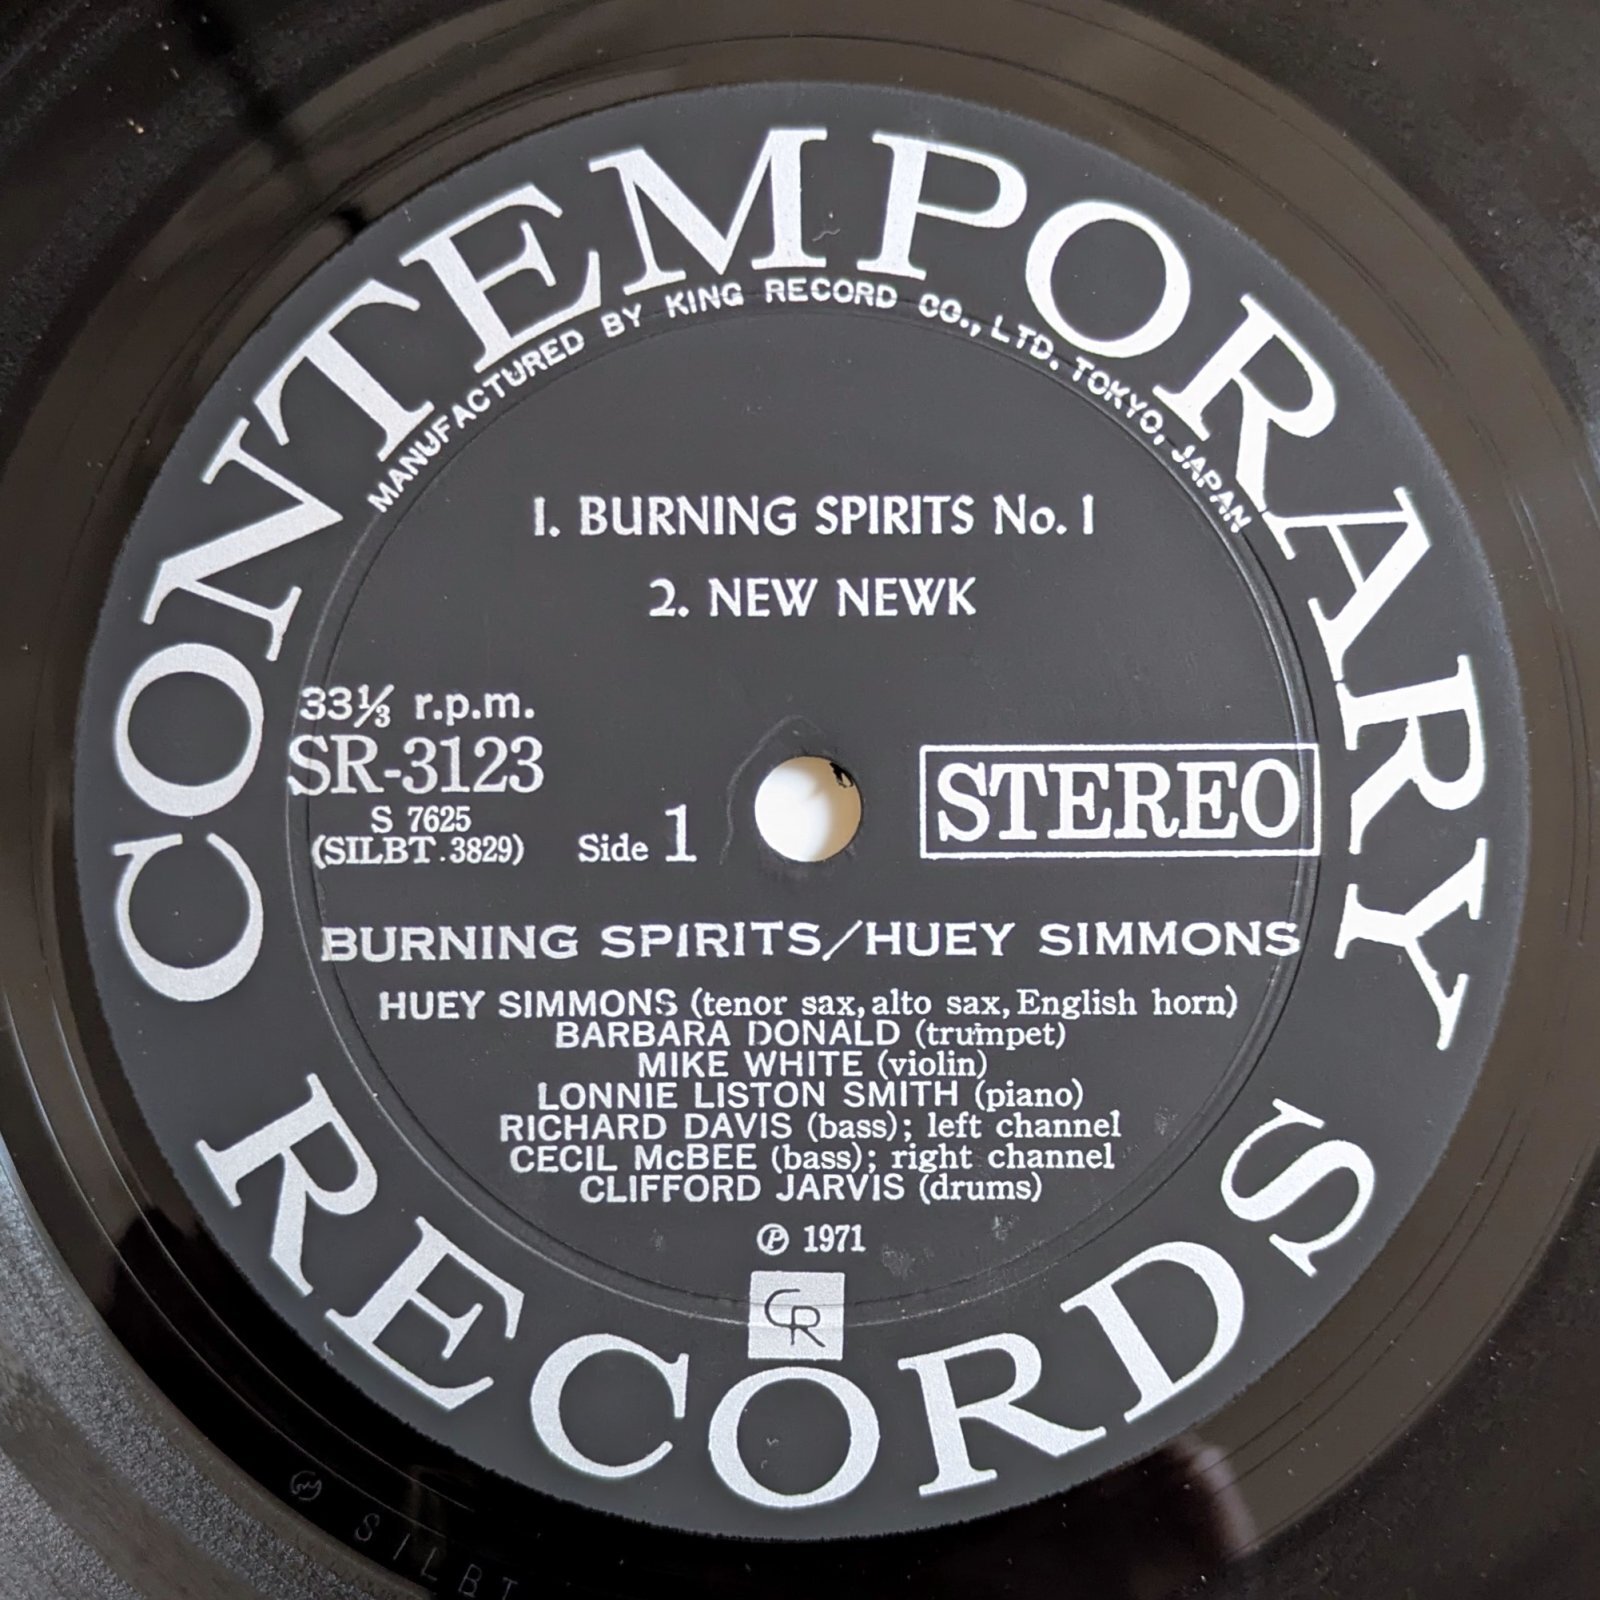 CONTEMPORARY
MANUFACTURED BY KING RECORD CO., LTD. TOKYO, JAPAN
1. BURNING SPIRITS No. 1
2. NEW NEWK
33⅓ r.p.m.
SR-3123
S 7625
(SILBT.3829)
Side 1
STEREO
BURNING SPIRITS/HUEY SIMMONS
HUEY SIMMONS (tenor sax, alto sax, English horn)
BARBARA DONALD (trumpet)
MIKE WHITE (violin)
LONNIE LISTON SMITH (piano)
RICHARD DAVIS (bass); left channel
CECIL McBEE (bass); right channel
CLIFFORD JARVIS (drums)
℗ 1971
CR
RECORDS
SILBT